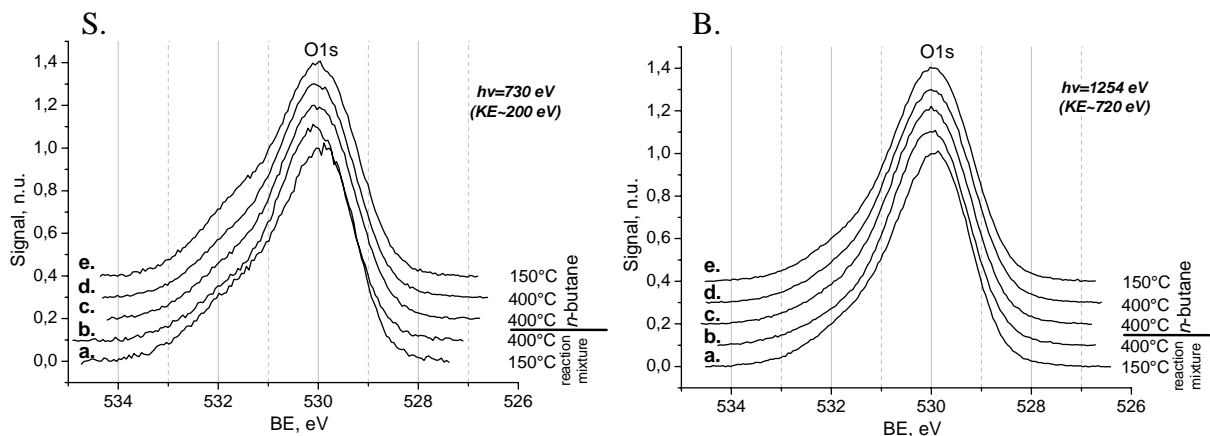 S.
O1s
hν=730 eV
(KE~200 eV)
1,4
1,2
1,0
0,8
0,6
0,4
0,2
0,0
Signal, n.u.
e.
d.
c.
b.
a.
150°C
400°C
400°C
400°C
150°C
n-butane
reaction
mixture
534
532
530
528
526
BE, eV
B.
O1s
hν=1254 eV
(KE~720 eV)
1,4
1,2
1,0
0,8
0,6
0,4
0,2
0,0
Signal, n.u.
e.
d.
c.
b.
a.
150°C
400°C
400°C
400°C
150°C
n-butane
reaction
mixture
534
532
530
528
526
BE, eV